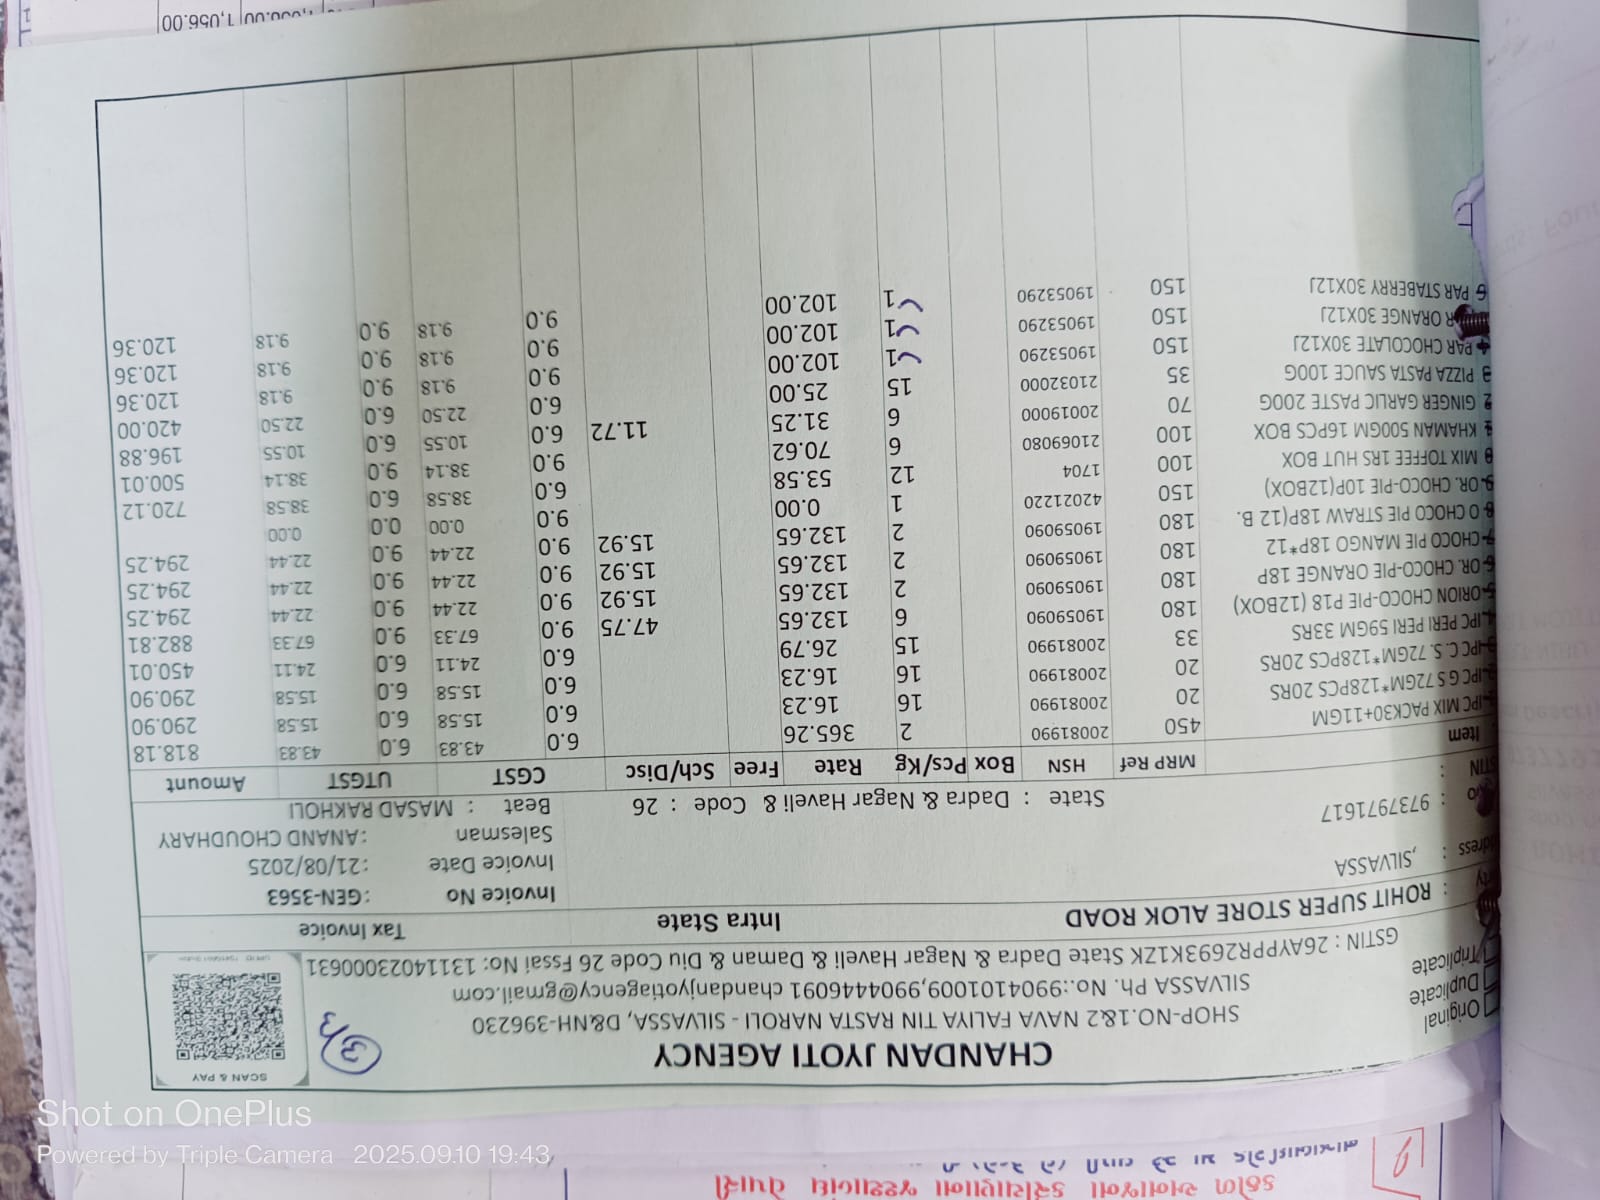 કઠોળ અનાજના કરીયાણાના જથ્થાબંધ વેપારી
Powered by Triple Camera 2025.09.10 19:43
Shot on OnePlus
SCAN & PAY
3/3
CHANDAN JYOTI AGENCY
Original
Duplicate
Triplicate
SHOP-NO.1&2 NAVA FALIYA TIN RASTA NAROLI - SILVASSA, D&NH-396230
SILVASSA Ph. No.:9904101009,9904446091 chandanjyotiagency@gmail.com
GSTIN : 26AYPPR2693K1ZK State Dadra & Nagar Haveli & Daman & Diu Code 26 Fssai No: 13114023000631
: ROHIT SUPER STORE ALOK ROAD Intra State Tax Invoice
Invoice No :GEN-3563
: ,SILVASSA Invoice Date :21/08/2025
Salesman :ANAND CHOUDHARY
: 9737971617 State : Dadra & Nagar Haveli & Code : 26 Beat : MASAD RAKHOLI
Item MRP Ref HSN Box Pcs/Kg Rate Free Sch/Disc CGST UTGST Amount
IPC MIX PACK30+11GM 450 20081990 2 365.26 6.0 43.83 6.0 43.83 818.18
IPC G S 72GM*128PCS 20RS 20 20081990 16 16.23 6.0 15.58 6.0 15.58 290.90
IPC C. S. 72GM*128PCS 20RS 20 20081990 16 16.23 6.0 15.58 6.0 15.58 290.90
IPC PERI PERI 59GM 33RS 33 20081990 15 26.79 6.0 24.11 6.0 24.11 450.01
ORION CHOCO-PIE P18 (12BOX) 180 19059090 6 132.65 47.75 9.0 67.33 9.0 67.33 882.81
OR. CHOCO-PIE ORANGE 18P 180 19059090 2 132.65 15.92 9.0 22.44 9.0 22.44 294.25
CHOCO PIE MANGO 18P*12 180 19059090 2 132.65 15.92 9.0 22.44 9.0 22.44 294.25
O CHOCO PIE STRAW 18P(12 B. 180 19059090 2 132.65 15.92 9.0 22.44 9.0 22.44 294.25
OR. CHOCO-PIE 10P(12BOX) 150 42021220 1 0.00 9.0 0.00 0.0 0.00
MIX TOFFEE 1RS HUT BOX 100 1704 12 53.58 6.0 38.58 6.0 38.58 720.12
KHAMAN 500GM 16PCS BOX 100 21069080 6 70.62 9.0 38.14 9.0 38.14 500.01
GINGER GARLIC PASTE 200G 70 20019000 6 31.25 11.72 6.0 10.55 6.0 10.55 196.88
PIZZA PASTA SAUCE 100G 35 21032000 15 25.00 6.0 22.50 6.0 22.50 420.00
PAR CHOCOLATE 30X12J 150 19053290 1 102.00 9.0 9.18 9.0 9.18 120.36
R ORANGE 30X12J 150 19053290 1 102.00 9.0 9.18 9.0 9.18 120.36
PAR STABERRY 30X12J 150 19053290 1 102.00 9.0 9.18 9.0 9.18 120.36
1,056.00